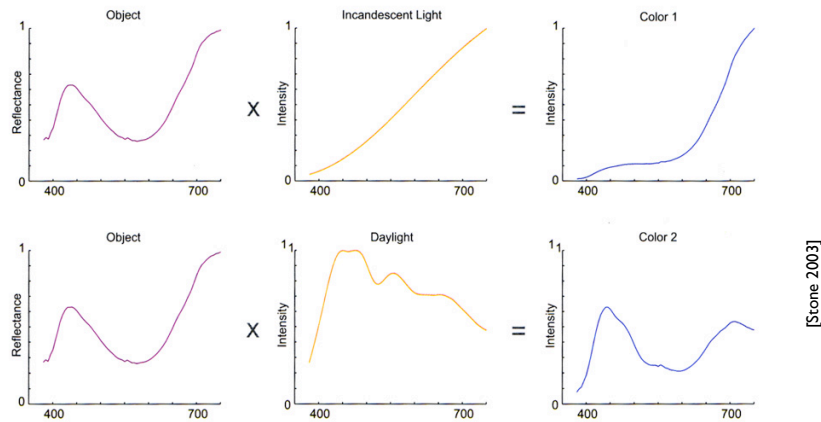 Object
Incandescent Light
Color 1
1
Reflectance
0
400
700
X
1
Intensity
0
400
700
=
1
Intensity
0
400
700
Object
Daylight
Color 2
1
Reflectance
0
400
700
X
1
Intensity
0
400
700
=
1
Intensity
0
400
700
[Stone 2003]